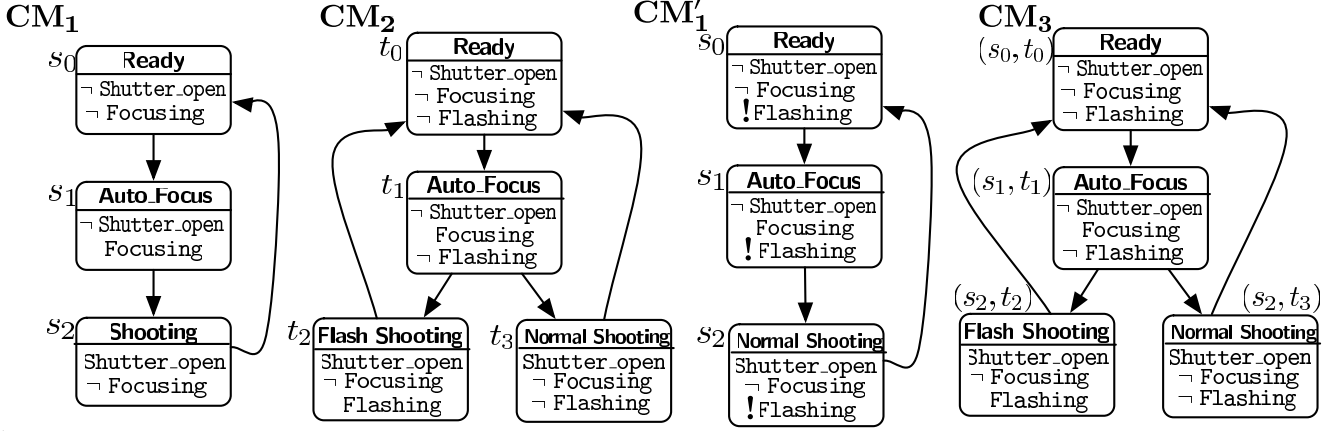 CM₁
s₀
Ready
¬ Shutter_open
¬ Focusing
s₁
Auto_Focus
¬ Shutter_open
Focusing
s₂
Shooting
Shutter_open
¬ Focusing
CM₂
t₀
Ready
¬ Shutter_open
¬ Focusing
¬ Flashing
t₁
Auto_Focus
¬ Shutter_open
Focusing
¬ Flashing
t₂
Flash Shooting
Shutter_open
¬ Focusing
Flashing
t₃
Normal Shooting
Shutter_open
¬ Focusing
¬ Flashing
CM′₁
s₀
Ready
¬ Shutter_open
¬ Focusing
! Flashing
s₁
Auto_Focus
¬ Shutter_open
Focusing
! Flashing
s₂
Normal Shooting
Shutter_open
¬ Focusing
! Flashing
CM₃
(s₀, t₀)
Ready
¬ Shutter_open
¬ Focusing
¬ Flashing
(s₁, t₁)
Auto_Focus
¬ Shutter_open
Focusing
¬ Flashing
(s₂, t₂)
Flash Shooting
Shutter_open
¬ Focusing
Flashing
(s₂, t₃)
Normal Shooting
Shutter_open
¬ Focusing
¬ Flashing